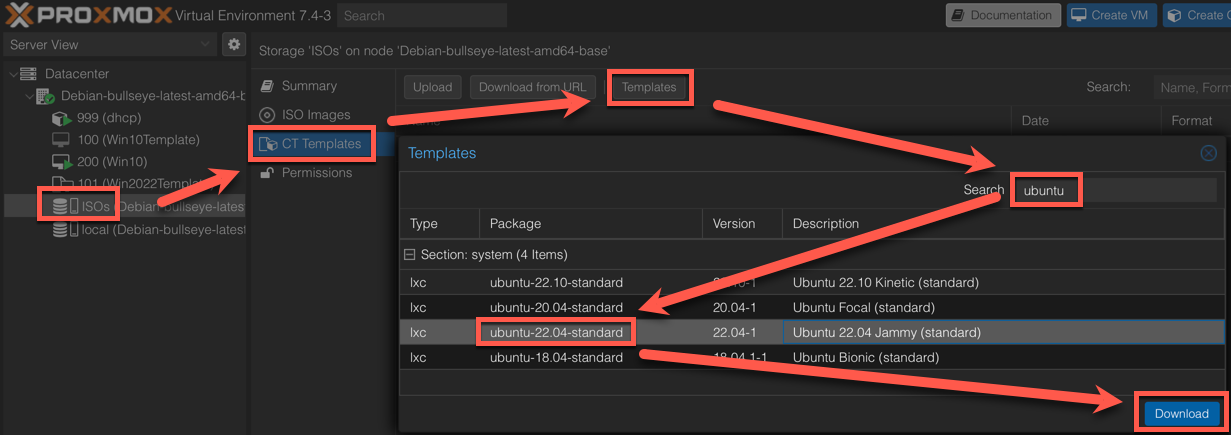 PROXMOX Virtual Environment 7.4-3 Search Documentation Create VM Create
Server View
Storage 'ISOs' on node 'Debian-bullseye-latest-amd64-base'
Datacenter
Debian-bullseye-latest-amd64-b
999 (dhcp)
100 (Win10Template)
200 (Win10)
101 (Win2022Templat
ISOs (Debian-bullseye-latest
local (Debian-bullseye-latest
Summary
ISO Images
CT Templates
Permissions
Upload Download from URL Templates Search: Name, Form
Date Format
Templates
Search ubuntu
Type Package Version Description
Section: system (4 Items)
lxc ubuntu-22.10-standard Ubuntu 22.10 Kinetic (standard)
lxc ubuntu-20.04-standard 20.04-1 Ubuntu Focal (standard)
lxc ubuntu-22.04-standard 22.04-1 Ubuntu 22.04 Jammy (standard)
lxc ubuntu-18.04-standard 18.04.1-1 Ubuntu Bionic (standard)
Download